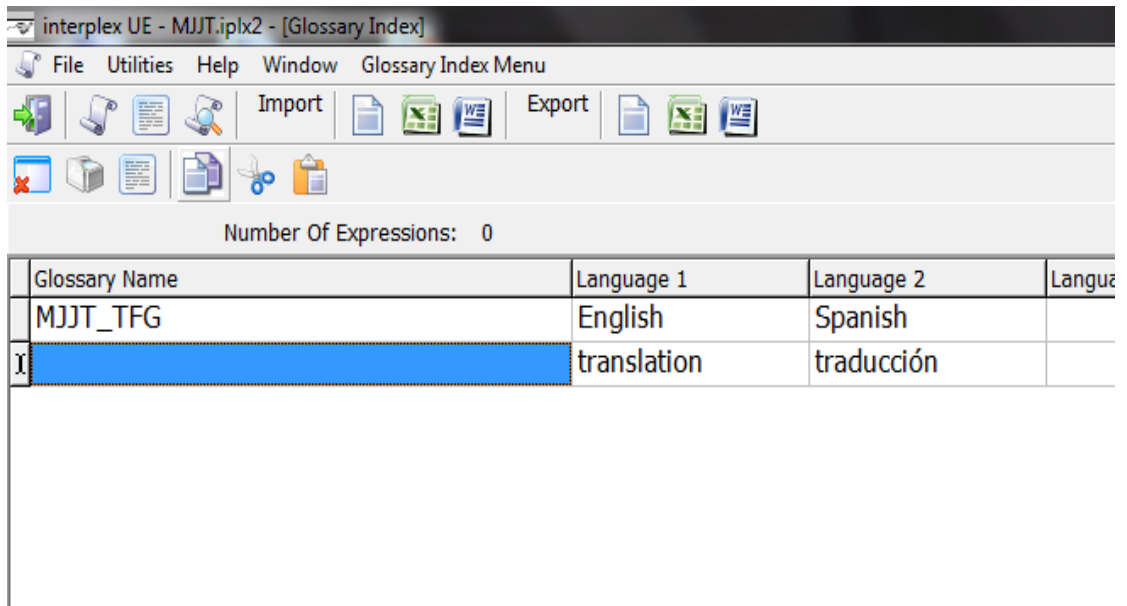 interplex UE - MJJT.iplx2 - [Glossary Index]
File Utilities Help Window Glossary Index Menu
Import Export
Number Of Expressions: 0
Glossary Name Language 1 Language 2 Langua
MJJT_TFG English Spanish
translation traducción